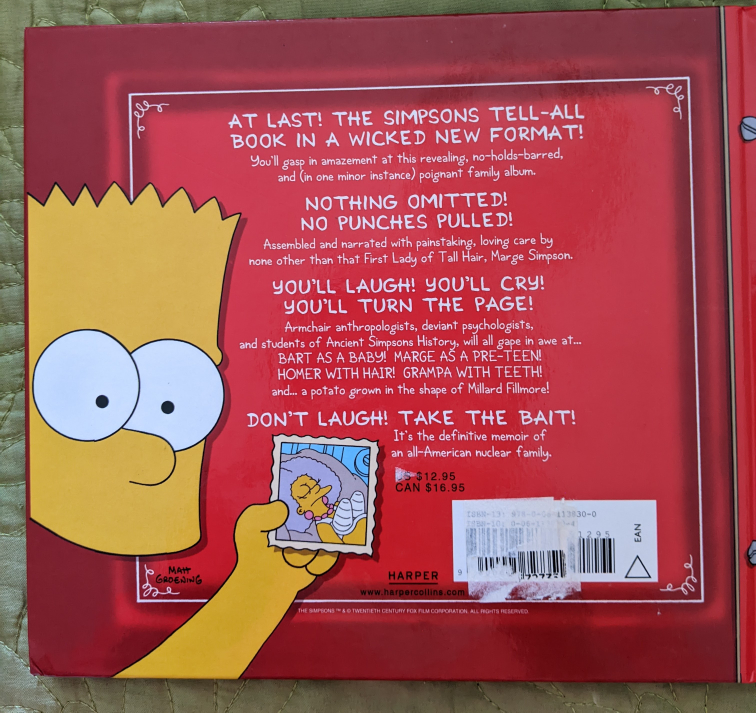 AT LAST! THE SIMPSONS TELL-ALL
BOOK IN A WICKED NEW FORMAT!
You'll gasp in amazement at this revealing, no-holds-barred,
and (in one minor instance) poignant family album.
NOTHING OMITTED!
NO PUNCHES PULLED!
Assembled and narrated with painstaking, loving care by
none other than that First Lady of Tall Hair, Marge Simpson.
YOU'LL LAUGH! YOU'LL CRY!
YOU'LL TURN THE PAGE!
Armchair anthropologists, deviant psychologists,
and students of Ancient Simpsons History, will all gape in awe at...
BART AS A BABY! MARGE AS A PRE-TEEN!
HOMER WITH HAIR! GRAMPA WITH TEETH!
and... a potato grown in the shape of Millard Fillmore!
DON'T LAUGH! TAKE THE BAIT!
It's the definitive memoir of
an all-American nuclear family.
US $12.95
CAN $16.95
ISBN-13:
ISBN-10:
1295
EAN
MATT
GROENING
HARPER
www.harpercollins.com
THE SIMPSONS ™ & © TWENTIETH CENTURY FOX FILM CORPORATION. ALL RIGHTS RESERVED.